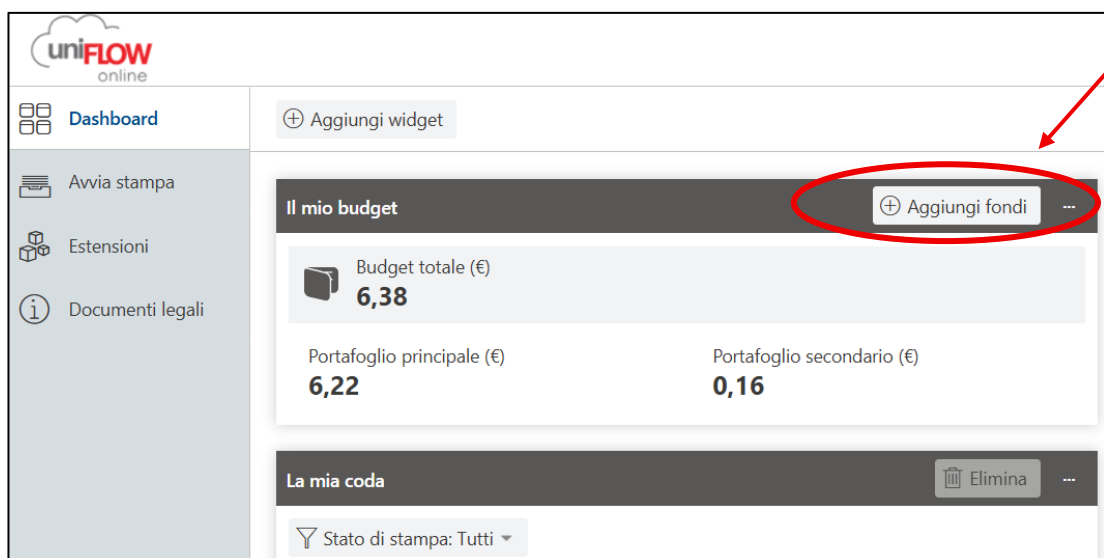 uniFLOW
online
Dashboard
Aggiungi widget
Avvia stampa
Estensioni
Documenti legali
Il mio budget
Aggiungi fondi
...
Budget totale (€)
6,38
Portafoglio principale (€)
6,22
Portafoglio secondario (€)
0,16
La mia coda
Elimina
...
Stato di stampa: Tutti